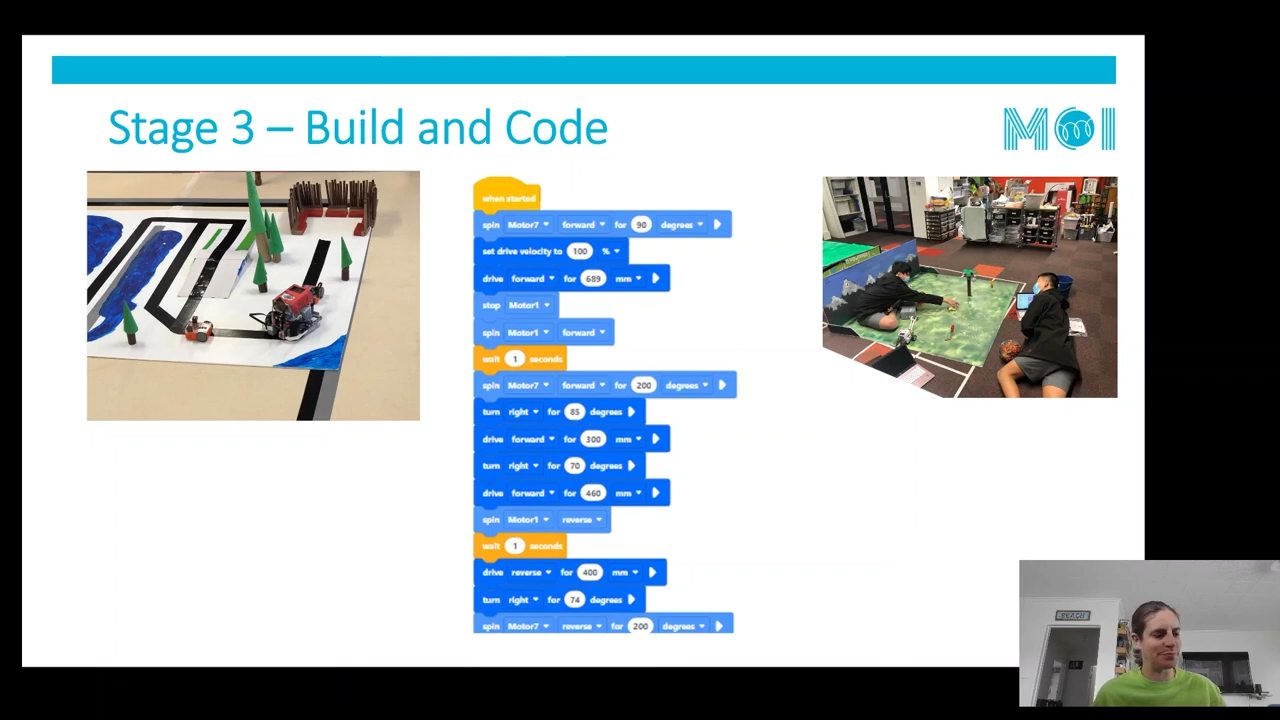 Stage 3 – Build and Code
MOI
when started
spin Motor7 forward for 90 degrees
set drive velocity to 100 %
drive forward for 689 mm
stop Motor1
spin Motor1 forward
wait 1 seconds
spin Motor7 forward for 200 degrees
turn right for 85 degrees
drive forward for 300 mm
turn right for 70 degrees
drive forward for 460 mm
spin Motor1 reverse
wait 1 seconds
drive reverse for 400 mm
turn right for 74 degrees
spin Motor7 reverse for 200 degrees
BEACH